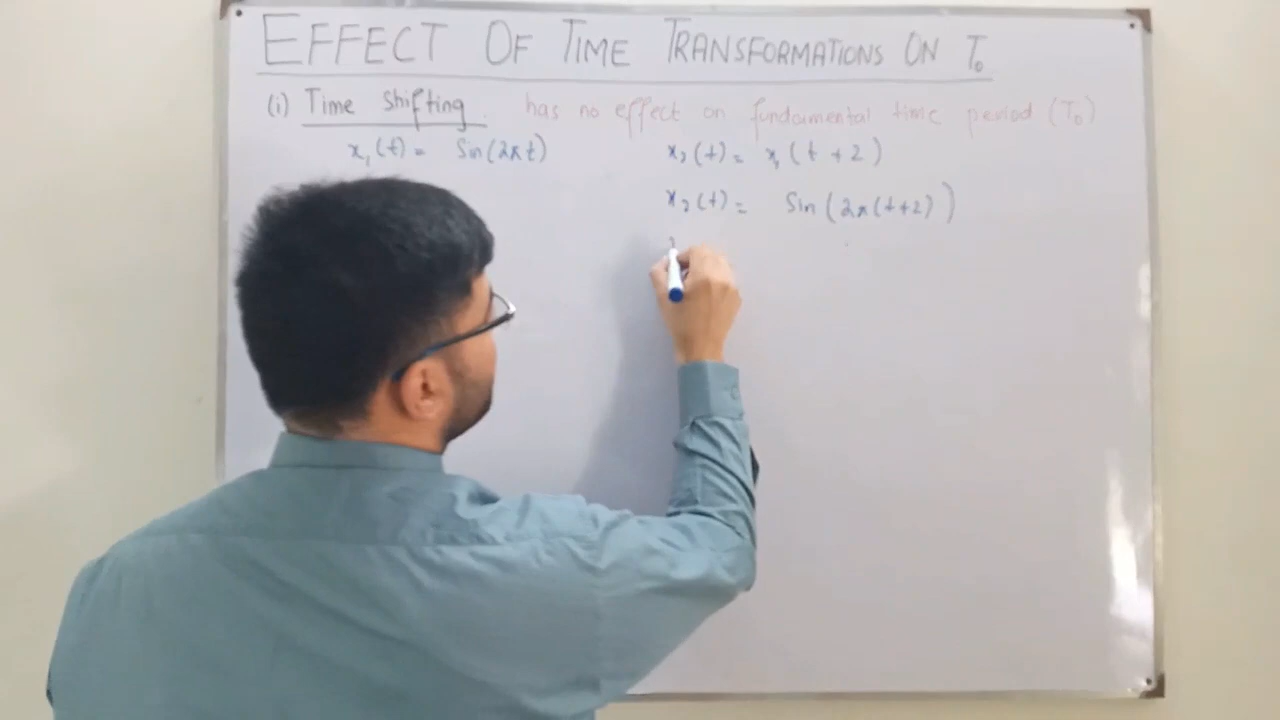 EFFECT OF TIME TRANSFORMATIONS ON T₀
(i) Time Shifting. has no effect on fundamental time period (T₀)
x₁(t) = Sin(2πt) x₂(t) = x₁(t+2)
x₂(t) = Sin(2π(t+2))